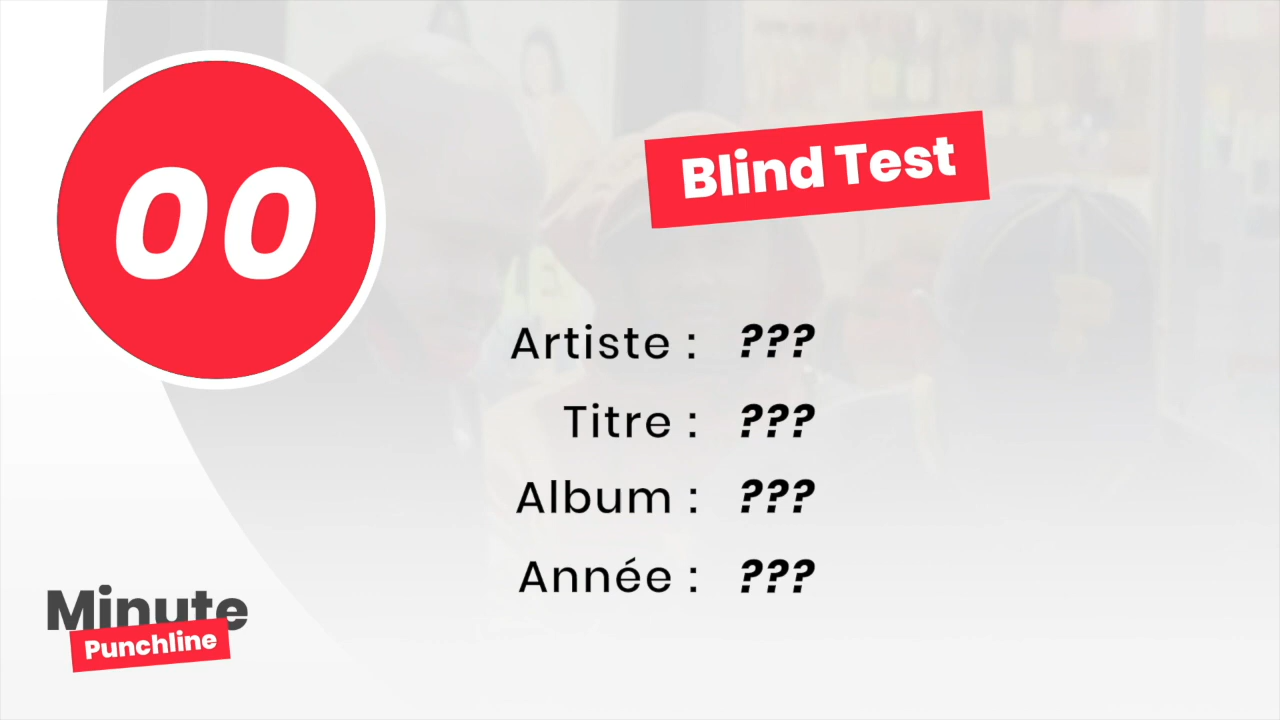 00
Blind Test
Artiste : ???
Titre : ???
Album : ???
Année : ???
Minute
Punchline